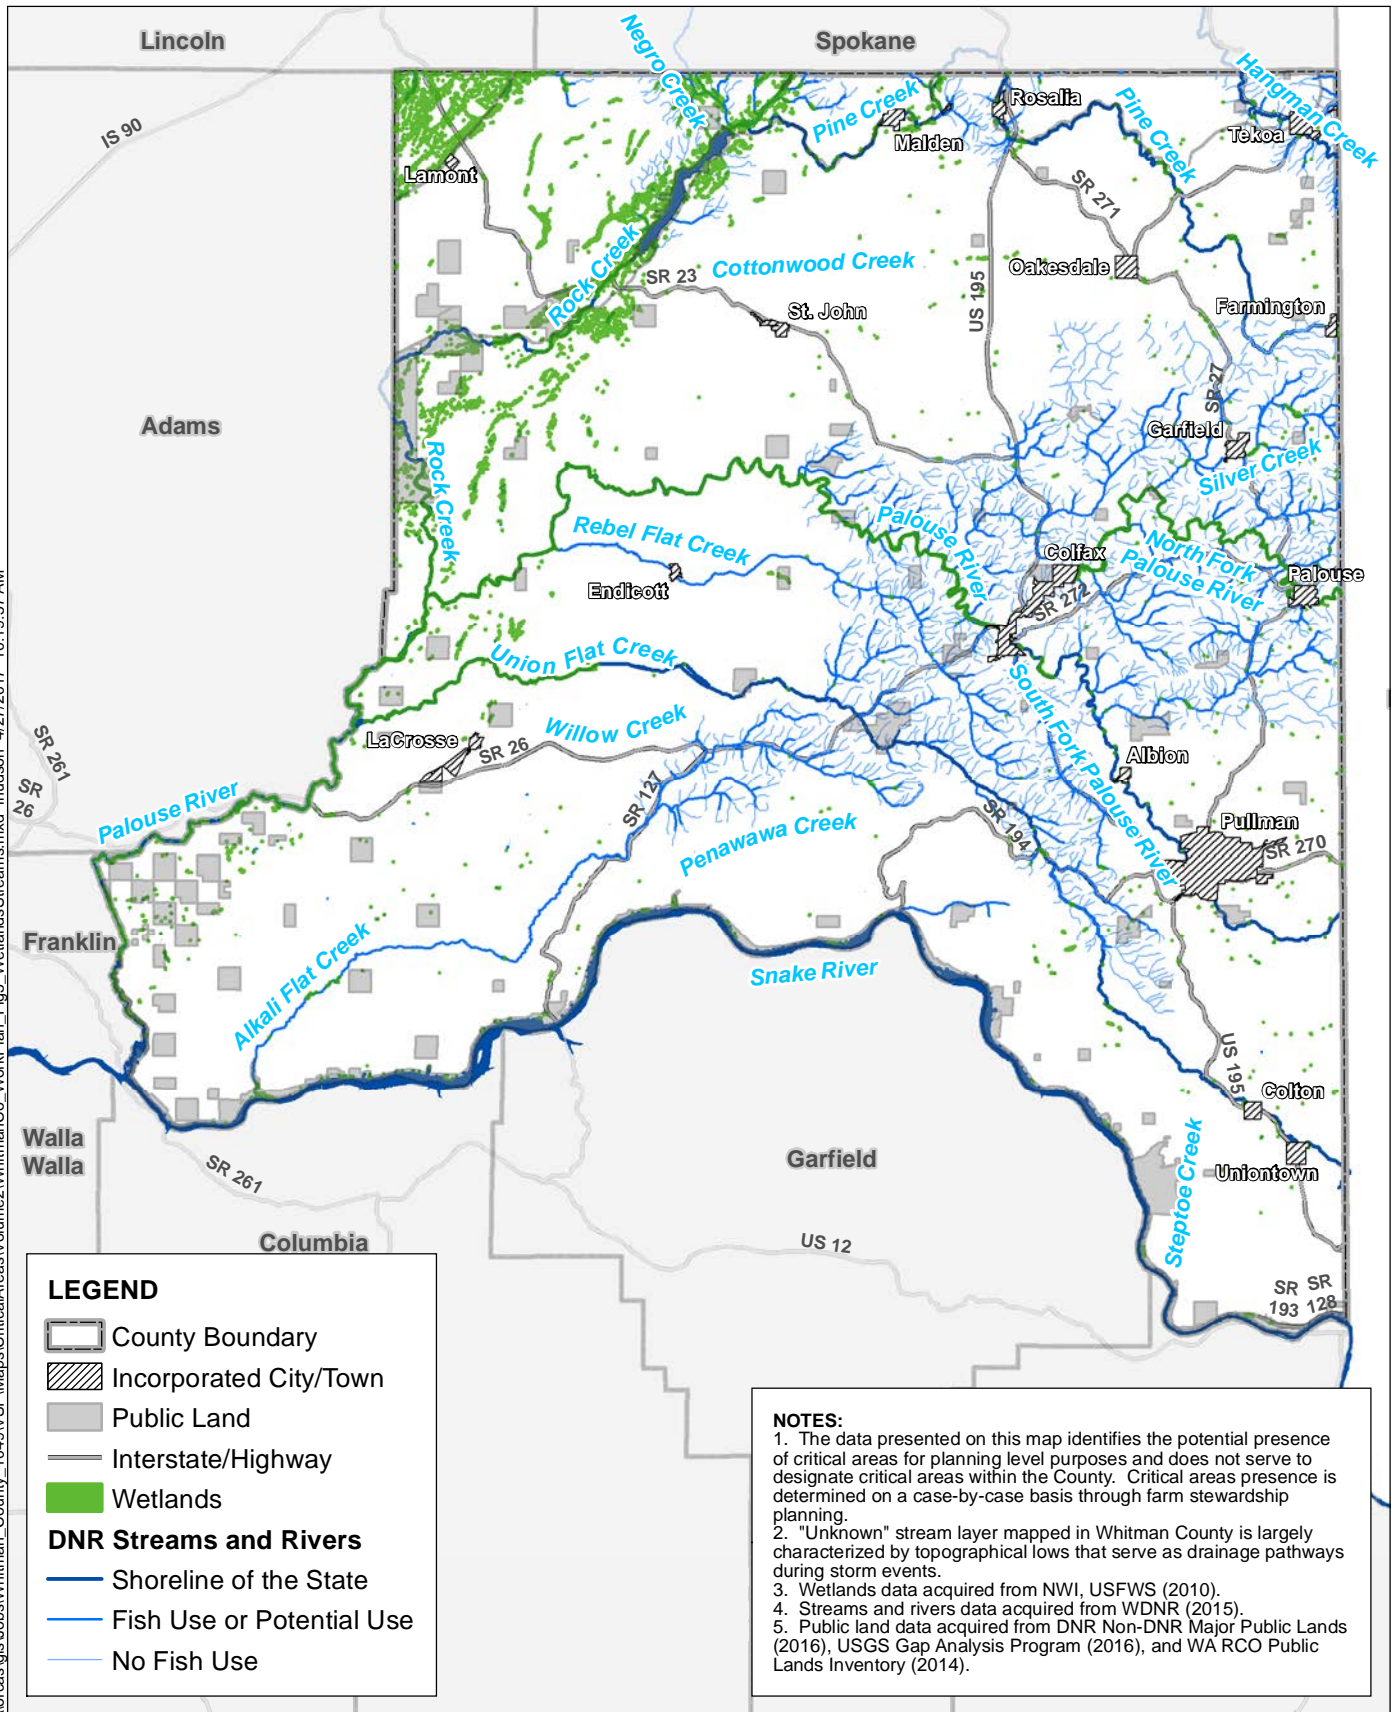 Lincoln
Spokane
IS 90
Negro Creek
Pine Creek
Malden
Rosalia
Pine Creek
Hangman Creek
Tekoa
Lamont
SR 271
Rock Creek
SR 23
Cottonwood Creek
US 195
Oakesdale
St. John
Farmington
Adams
SR 27
Garfield
Silver Creek
Rock Creek
Rebel Flat Creek
Palouse River
Endicott
Colfax
North Fork
Palouse River
Palouse
SR 272
Union Flat Creek
South Fork Palouse River
Willow Creek
LaCrosse
SR 26
SR 261
SR
26
Palouse River
SR 127
Albion
Penawawa Creek
SR 194
Pullman
SR 270
Franklin
Alkali Flat Creek
Snake River
US 195
Colton
Walla
Walla
SR 261
Garfield
Steptoe Creek
Uniontown
Columbia
US 12
SR SR
193 128
LEGEND
County Boundary
Incorporated City/Town
Public Land
Interstate/Highway
Wetlands
DNR Streams and Rivers
Shoreline of the State
Fish Use or Potential Use
No Fish Use
NOTES:
1. The data presented on this map identifies the potential presence
of critical areas for planning level purposes and does not serve to
designate critical areas within the County. Critical areas presence is
determined on a case-by-case basis through farm stewardship
planning.
2. "Unknown" stream layer mapped in Whitman County is largely
characterized by topographical lows that serve as drainage pathways
during storm events.
3. Wetlands data acquired from NWI, USFWS (2010).
4. Streams and rivers data acquired from WDNR (2015).
5. Public land data acquired from DNR Non-DNR Major Public Lands
(2016), USGS Gap Analysis Program (2016), and WA RCO Public
Lands Inventory (2014).